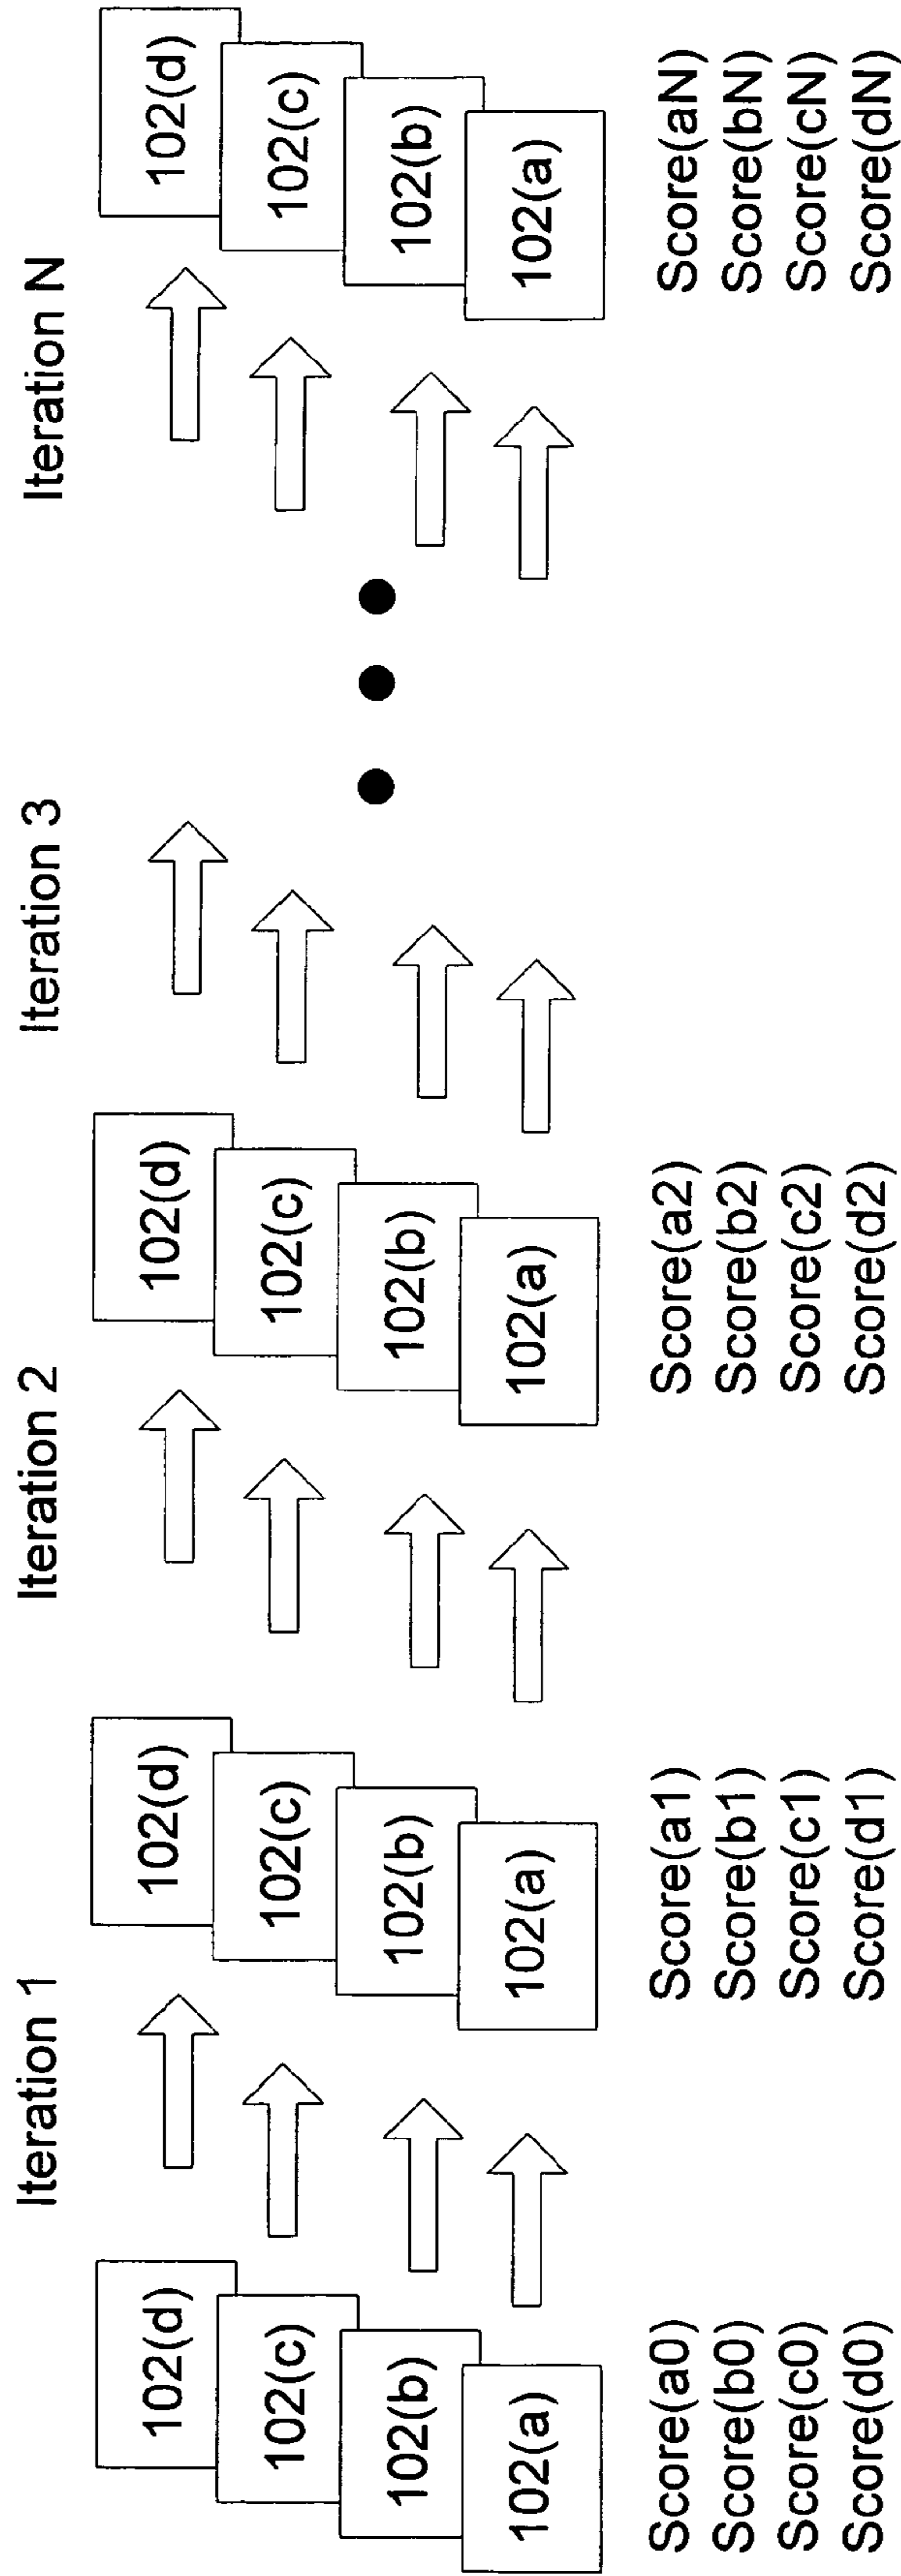 Iteration 1
Iteration 2
Iteration 3
Iteration N
102(d)
102(c)
102(b)
102(a)
102(d)
102(c)
102(b)
102(a)
102(d)
102(c)
102(b)
102(a)
102(d)
102(c)
102(b)
102(a)
Score(a0)
Score(b0)
Score(c0)
Score(d0)
Score(a1)
Score(b1)
Score(c1)
Score(d1)
Score(a2)
Score(b2)
Score(c2)
Score(d2)
Score(aN)
Score(bN)
Score(cN)
Score(dN)